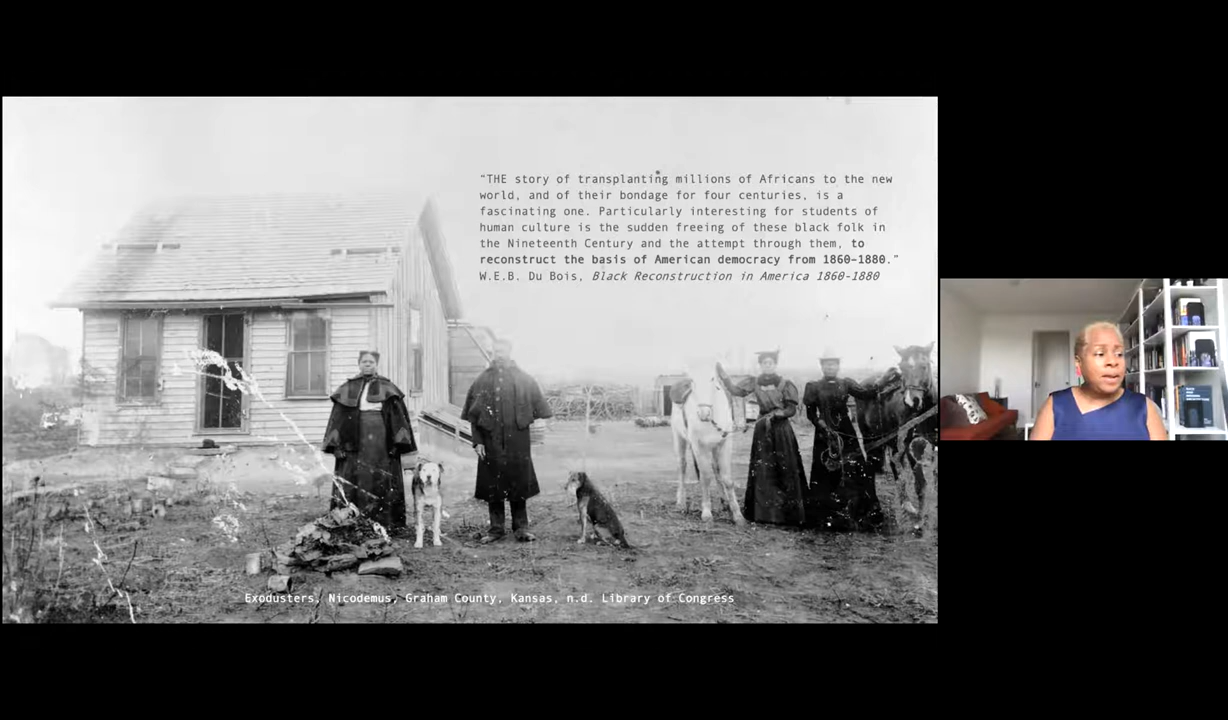 “THE story of transplanting millions of Africans to the new
world, and of their bondage for four centuries, is a
fascinating one. Particularly interesting for students of
human culture is the sudden freeing of these black folk in
the Nineteenth Century and the attempt through them, to
reconstruct the basis of American democracy from 1860–1880.”
W.E.B. Du Bois, Black Reconstruction in America 1860-1880
Exodusters, Nicodemus, Graham County, Kansas, n.d. Library of Congress